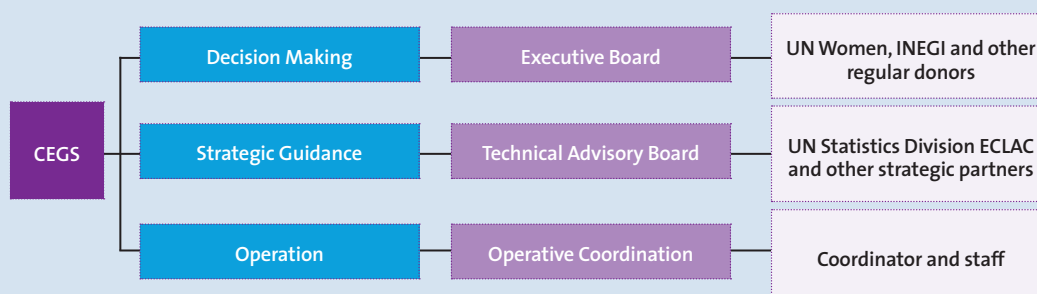 Decision Making
Executive Board
UN Women, INEGI and other
regular donors
CEGS
Strategic Guidance
Technical Advisory Board
UN Statistics Division ECLAC
and other strategic partners
Operation
Operative Coordination
Coordinator and staff